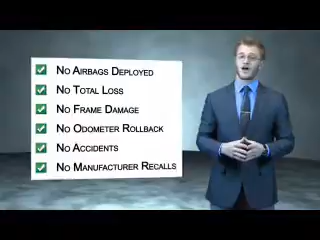 No Airbags Deployed
No Total Loss
No Frame Damage
No Odometer Rollback
No Accidents
No Manufacturer Recalls